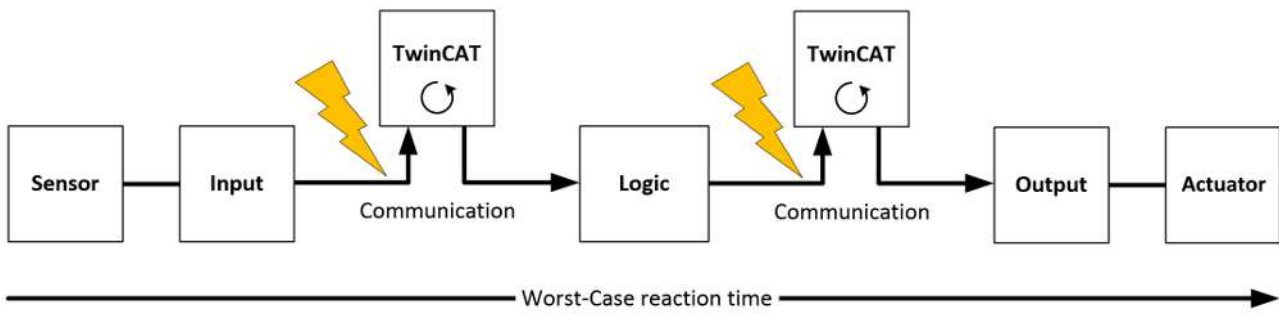 TwinCAT
TwinCAT
Sensor
Input
Logic
Output
Actuator
Communication
Communication
Worst-Case reaction time